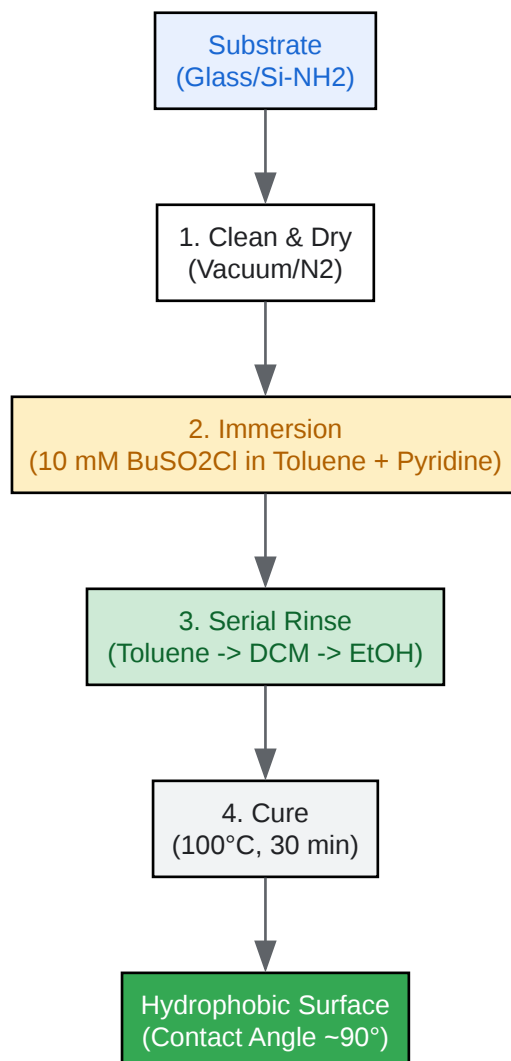 Substrate
(Glass/Si-NH2)
1. Clean & Dry
(Vacuum/N2)
2. Immersion
(10 mM BuSO2Cl in Toluene + Pyridine)
3. Serial Rinse
(Toluene -> DCM -> EtOH)
4. Cure
(100°C, 30 min)
Hydrophobic Surface
(Contact Angle ~90°)